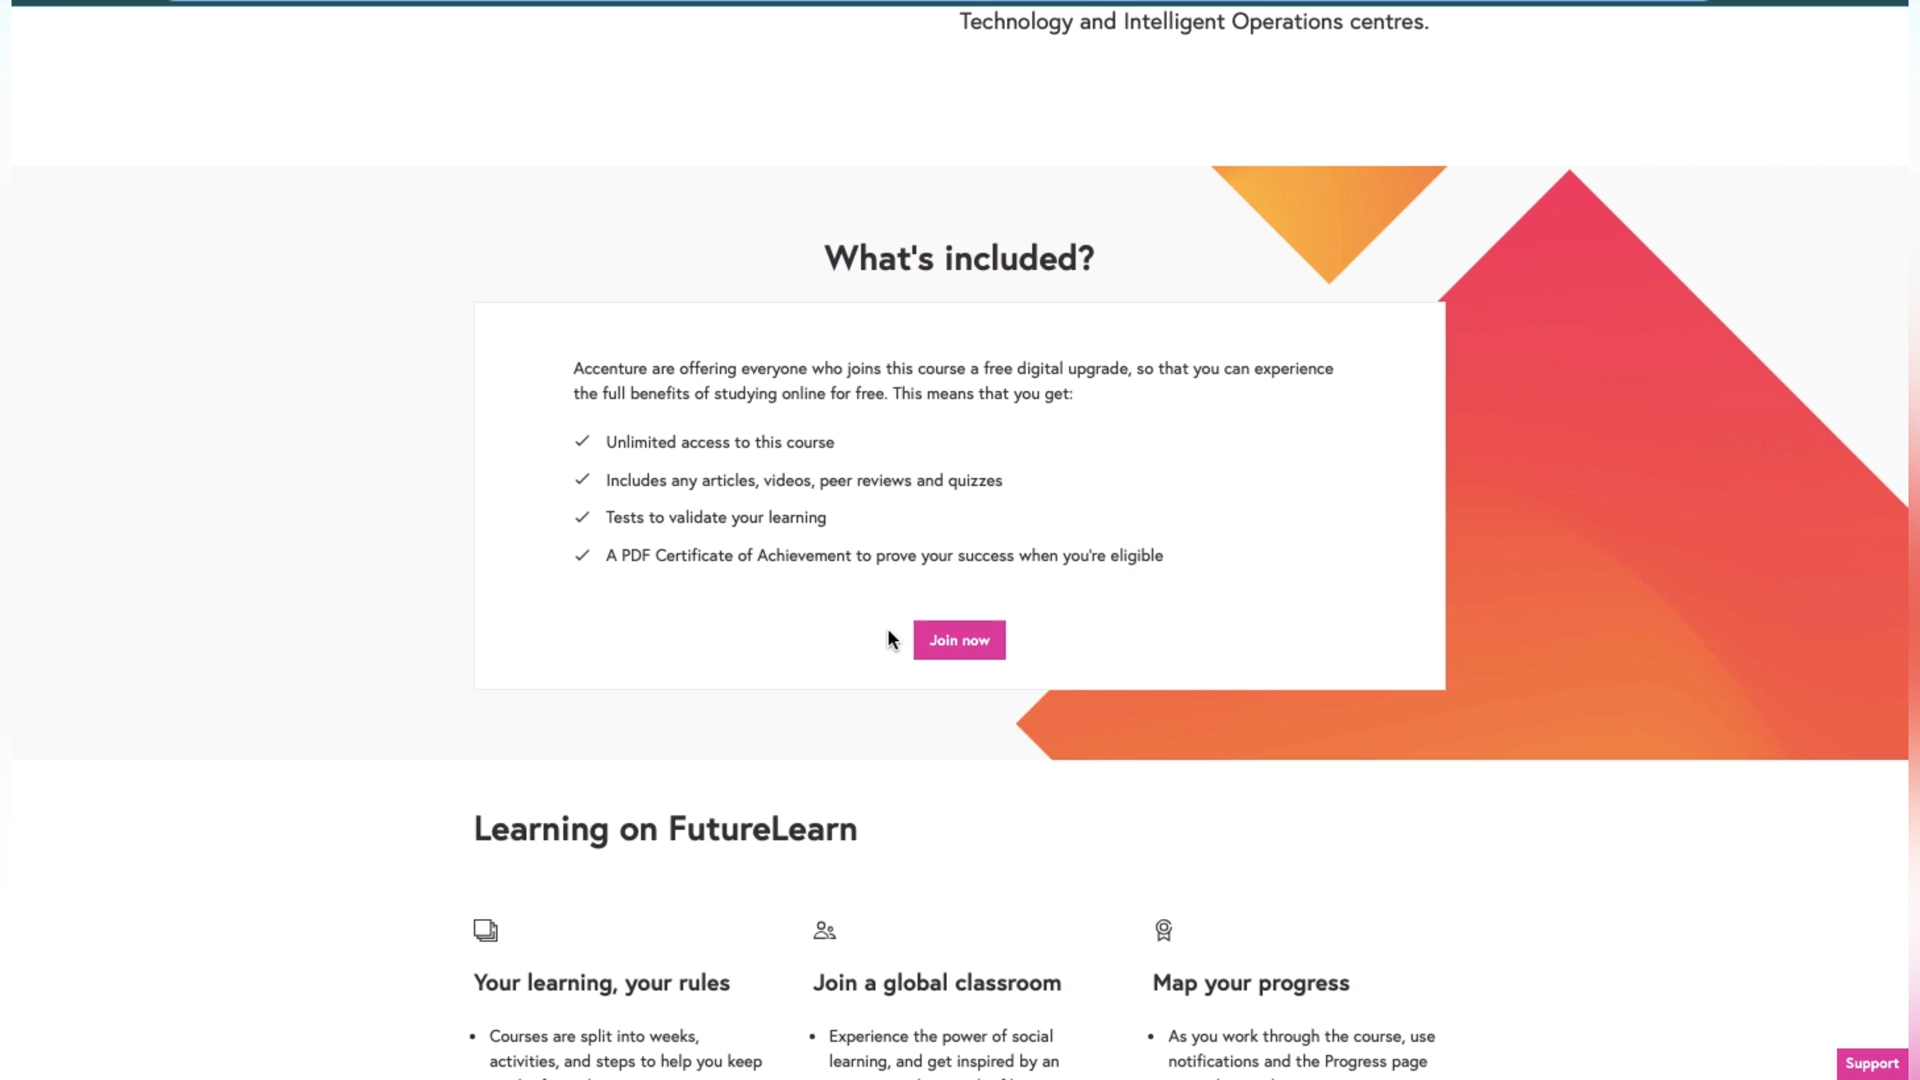 Technology and Intelligent Operations centres.
What's included?
Accenture are offering everyone who joins this course a free digital upgrade, so that you can experience
the full benefits of studying online for free. This means that you get:
Unlimited access to this course
Includes any articles, videos, peer reviews and quizzes
Tests to validate your learning
A PDF Certificate of Achievement to prove your success when you're eligible
Join now
Learning on FutureLearn
Your learning, your rules
Courses are split into weeks,
activities, and steps to help you keep
Join a global classroom
Experience the power of social
learning, and get inspired by an
Map your progress
As you work through the course, use
notifications and the Progress page
Support